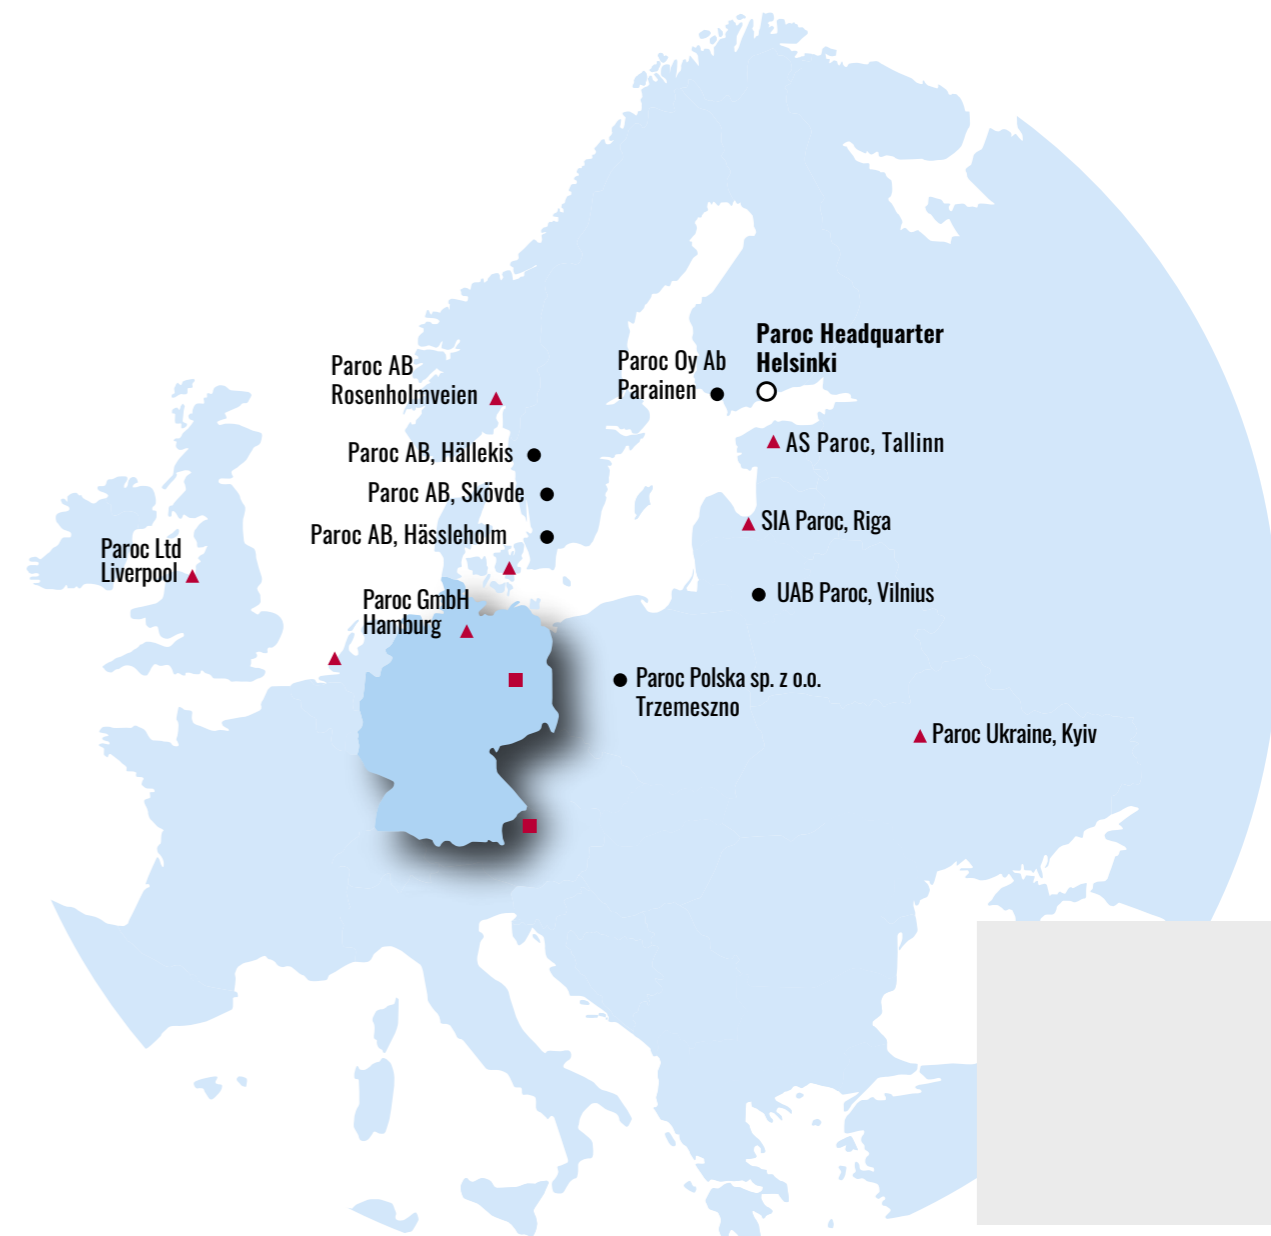 Paroc Headquarter
Helsinki
Paroc Oy Ab
Parainen
Paroc AB
Rosenholmveien
AS Paroc, Tallinn
Paroc AB, Hällekis
Paroc AB, Skövde
SIA Paroc, Riga
Paroc AB, Hässleholm
Paroc Ltd
Liverpool
UAB Paroc, Vilnius
Paroc GmbH
Hamburg
Paroc Polska sp. z o.o.
Trzemeszno
Paroc Ukraine, Kyiv